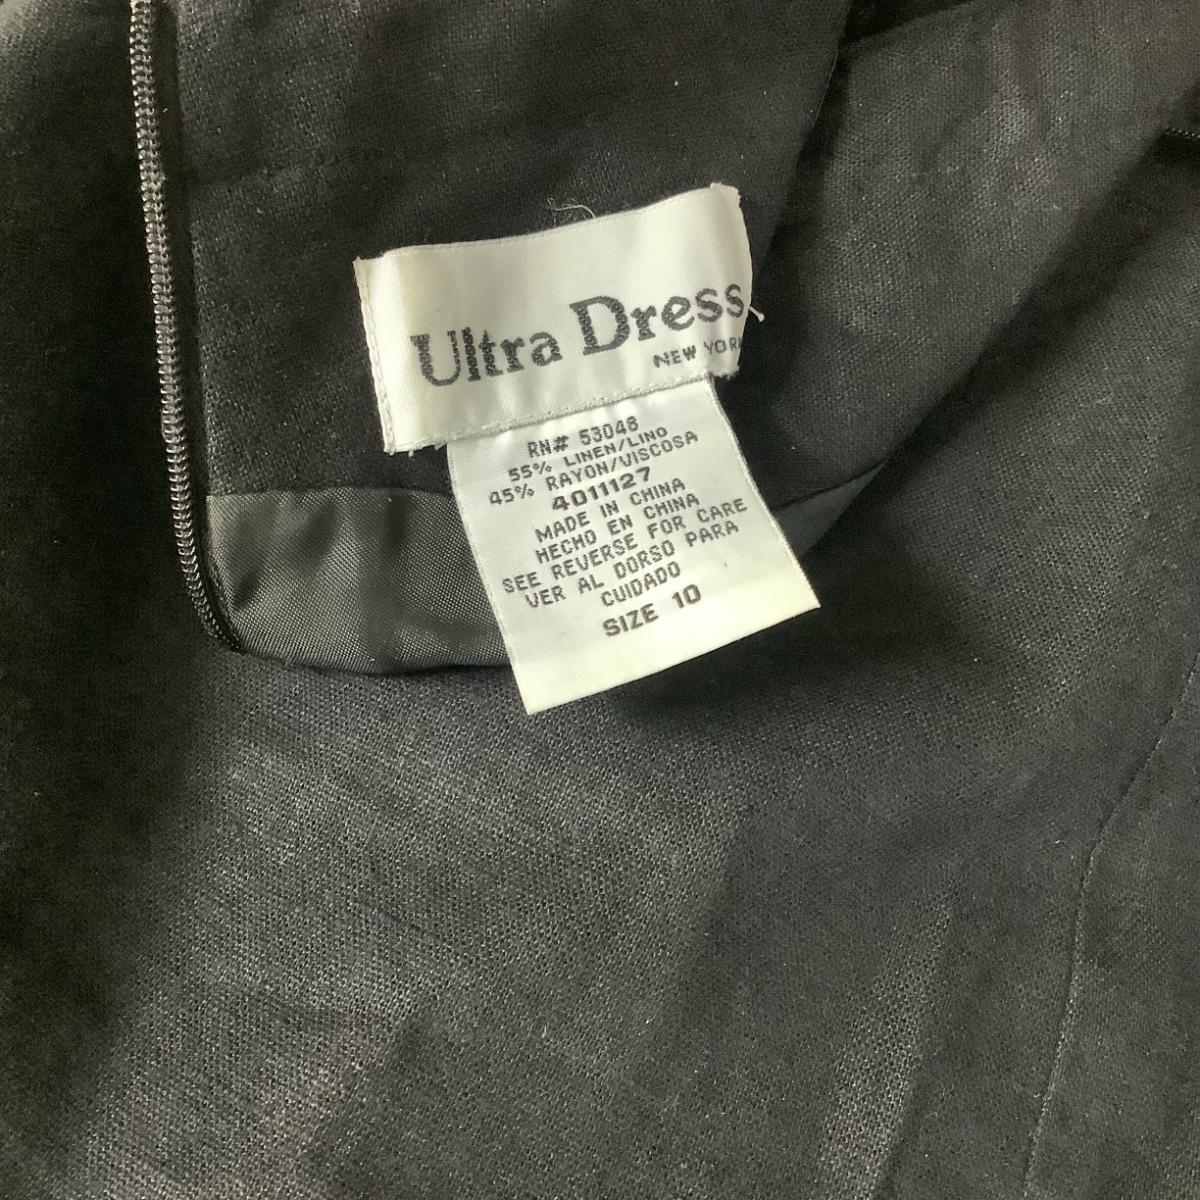 Ultra Dress
NEW YORK
RN# 53048
55% LINEN/LINO
45% RAYON/VISCOSA
4011127
MADE IN CHINA
HECHO EN CHINA
SEE REVERSE FOR CARE
VER AL DORSO PARA
CUIDADO
SIZE 10